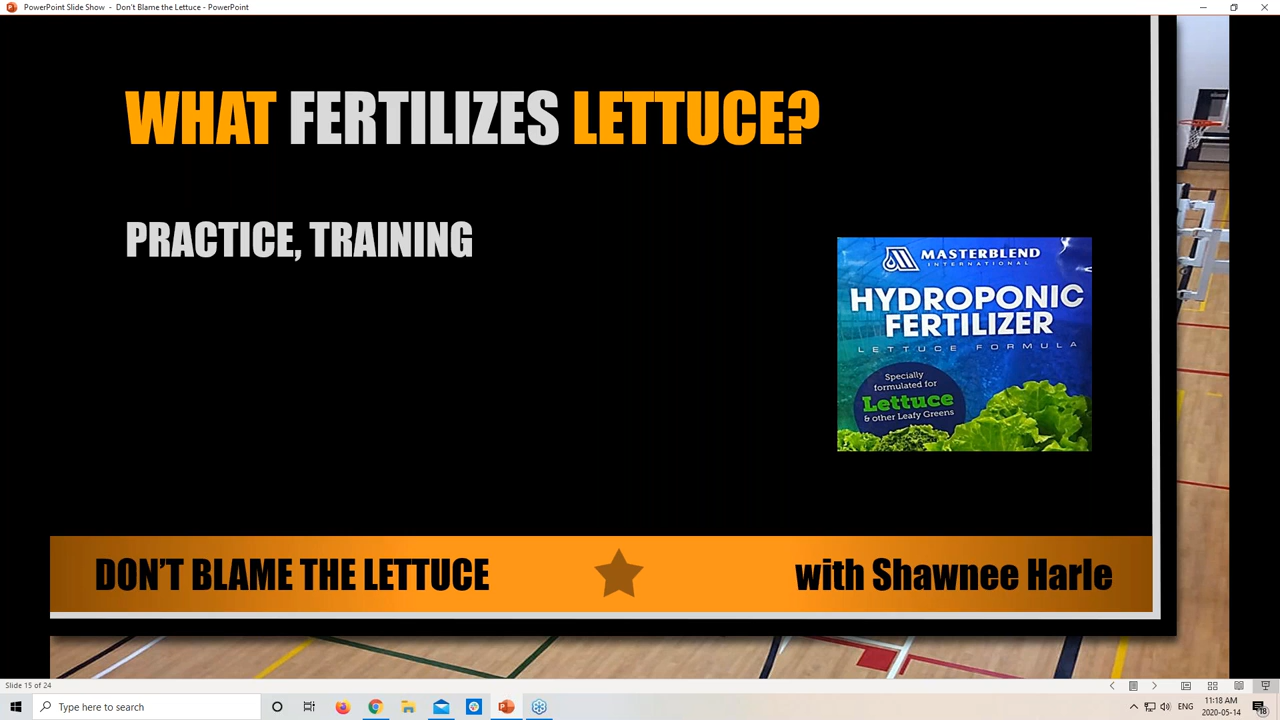 PowerPoint Slide Show - Don't Blame the Lettuce - PowerPoint
WHAT FERTILIZES LETTUCE?
PRACTICE, TRAINING
MASTERBLEND
INTERNATIONAL
HYDROPONIC
FERTILIZER
LETTUCE FORMULA
Specially
formulated for
Lettuce
& other Leafy Greens
DON'T BLAME THE LETTUCE
with Shawnee Harle
Slide 15 of 24
Type here to search
ENG
11:18 AM
2020-05-14
18